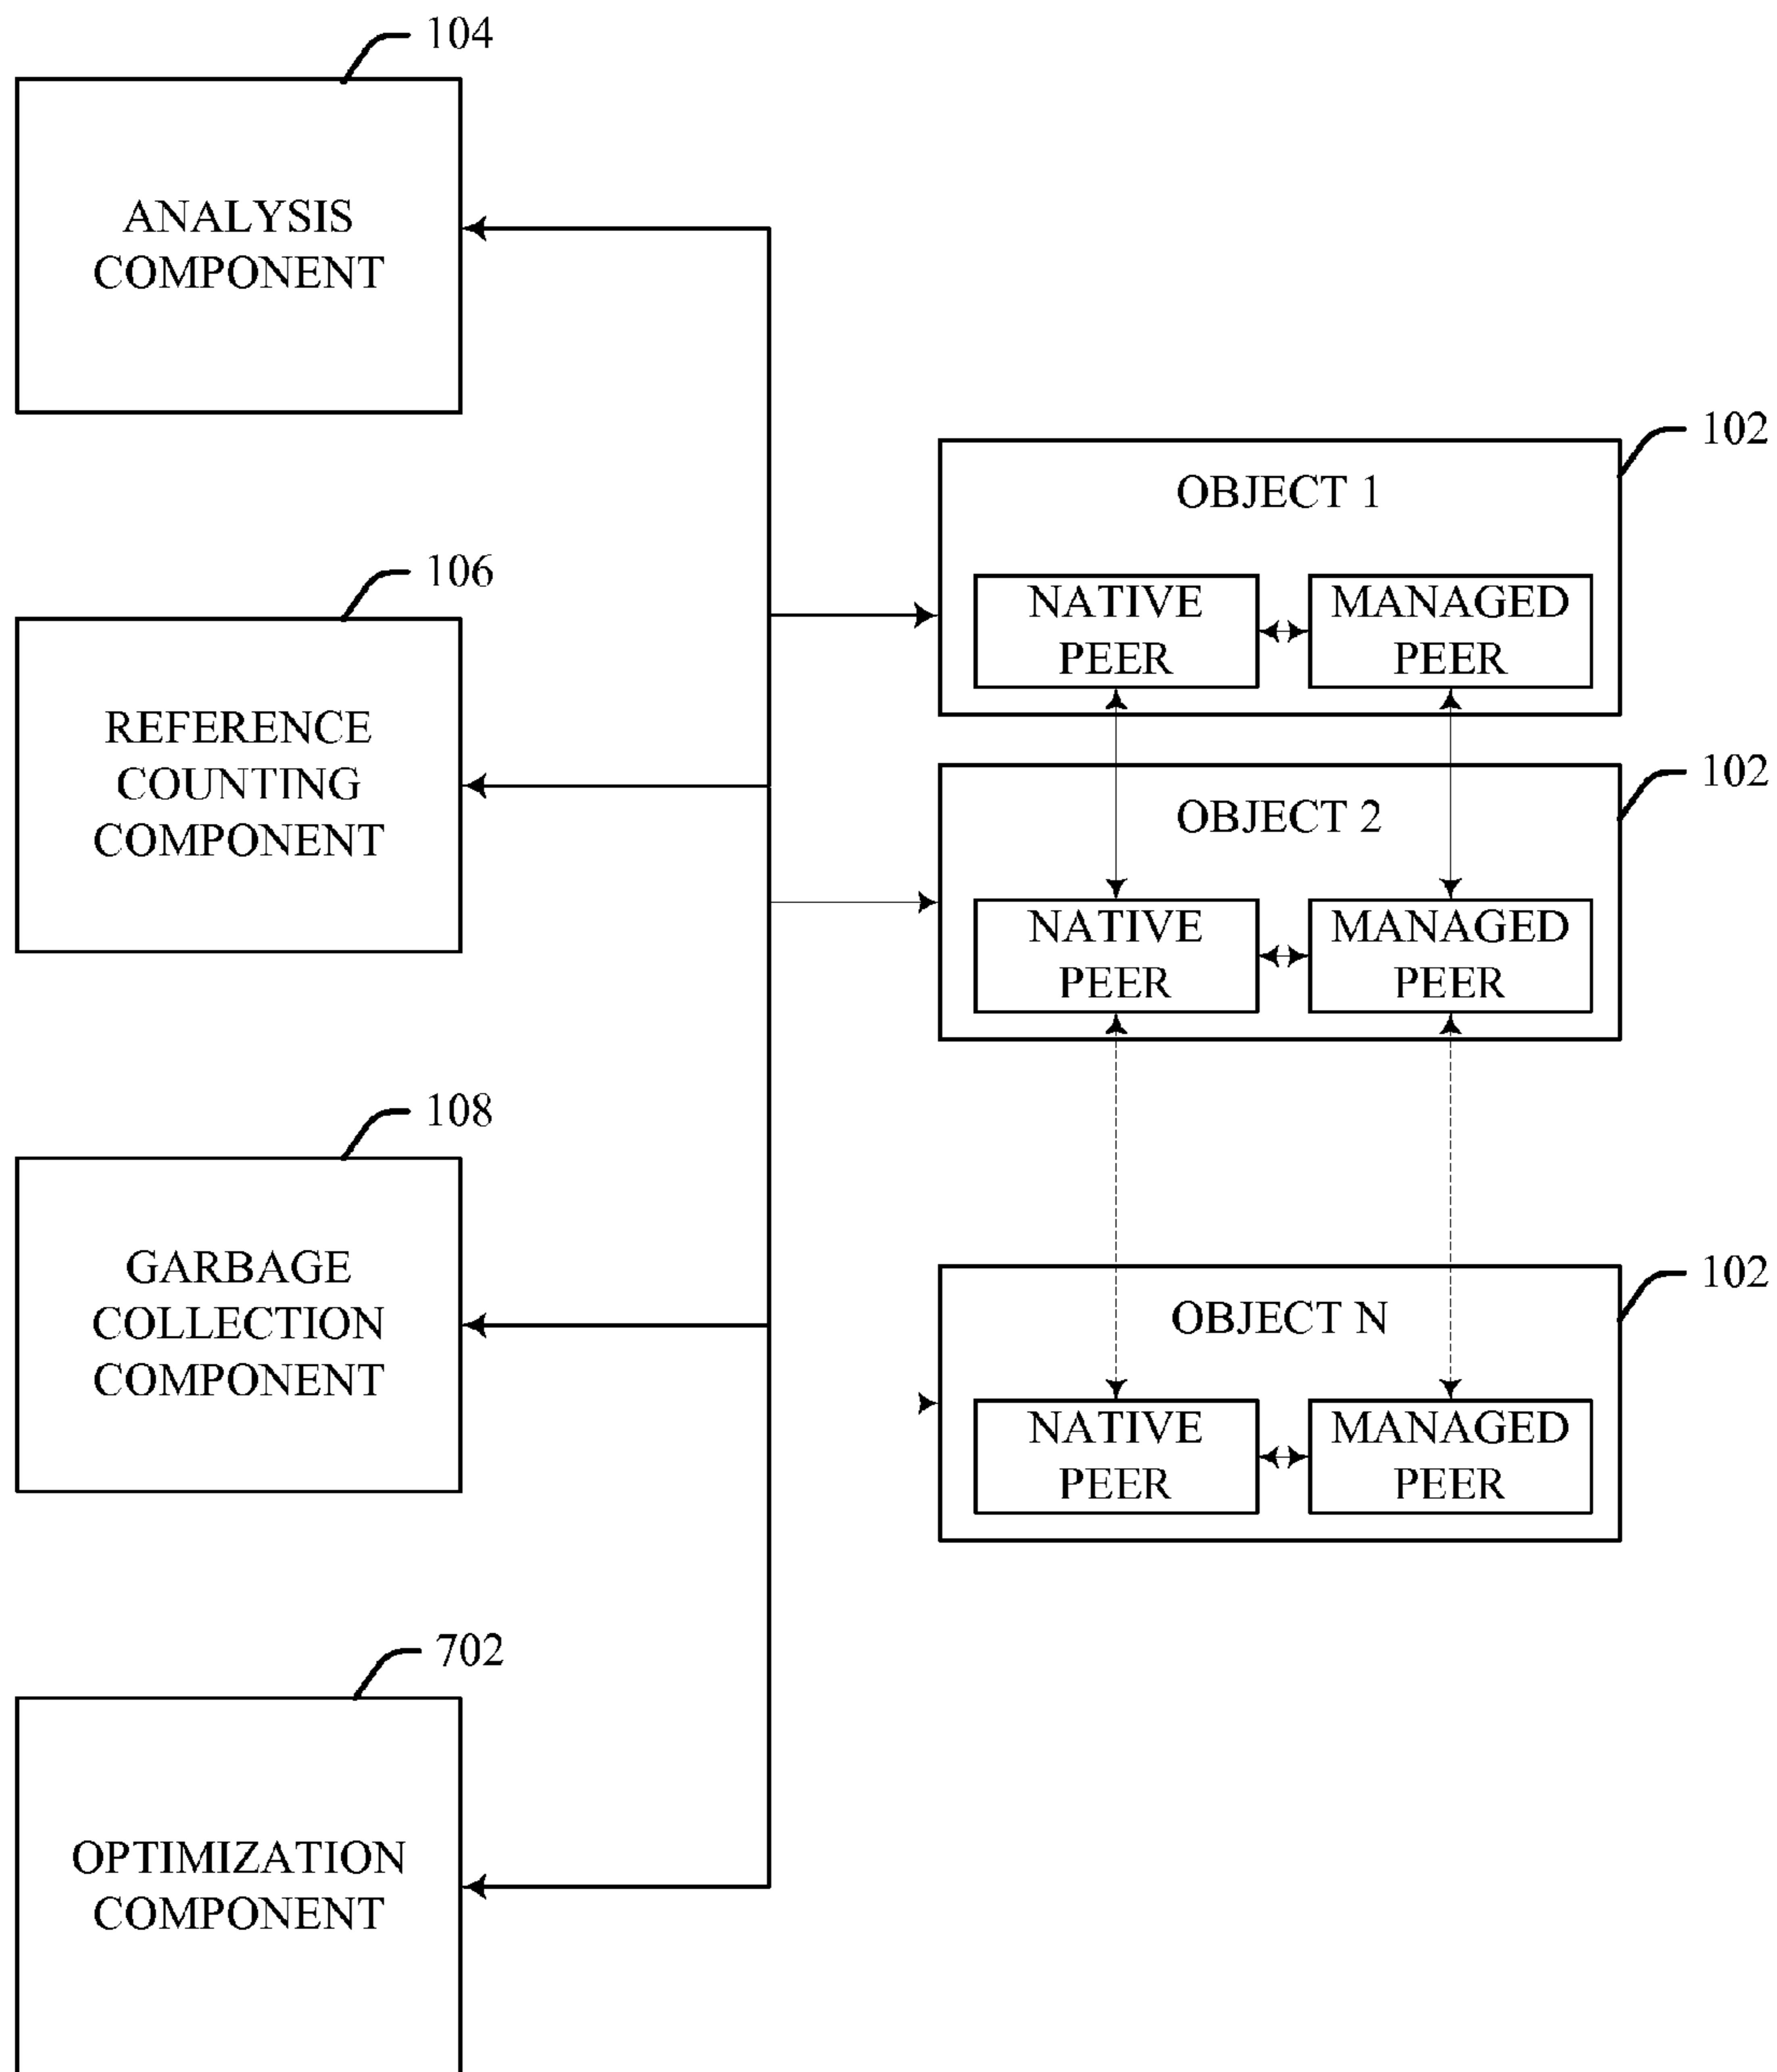 104
ANALYSIS
COMPONENT
106
REFERENCE
COUNTING
COMPONENT
108
GARBAGE
COLLECTION
COMPONENT
702
OPTIMIZATION
COMPONENT
102
OBJECT 1
NATIVE
PEER
MANAGED
PEER
102
OBJECT 2
NATIVE
PEER
MANAGED
PEER
102
OBJECT N
NATIVE
PEER
MANAGED
PEER